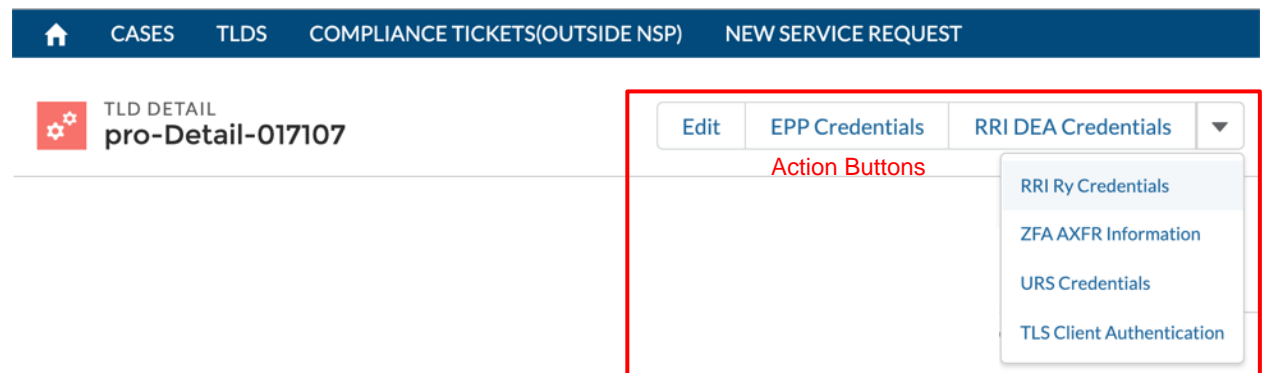 CASES TLDS COMPLIANCE TICKETS(OUTSIDE NSP) NEW SERVICE REQUEST
TLD DETAIL
pro-Detail-017107
Edit EPP Credentials RRI DEA Credentials
Action Buttons
RRI Ry Credentials
ZFA AXFR Information
URS Credentials
TLS Client Authentication